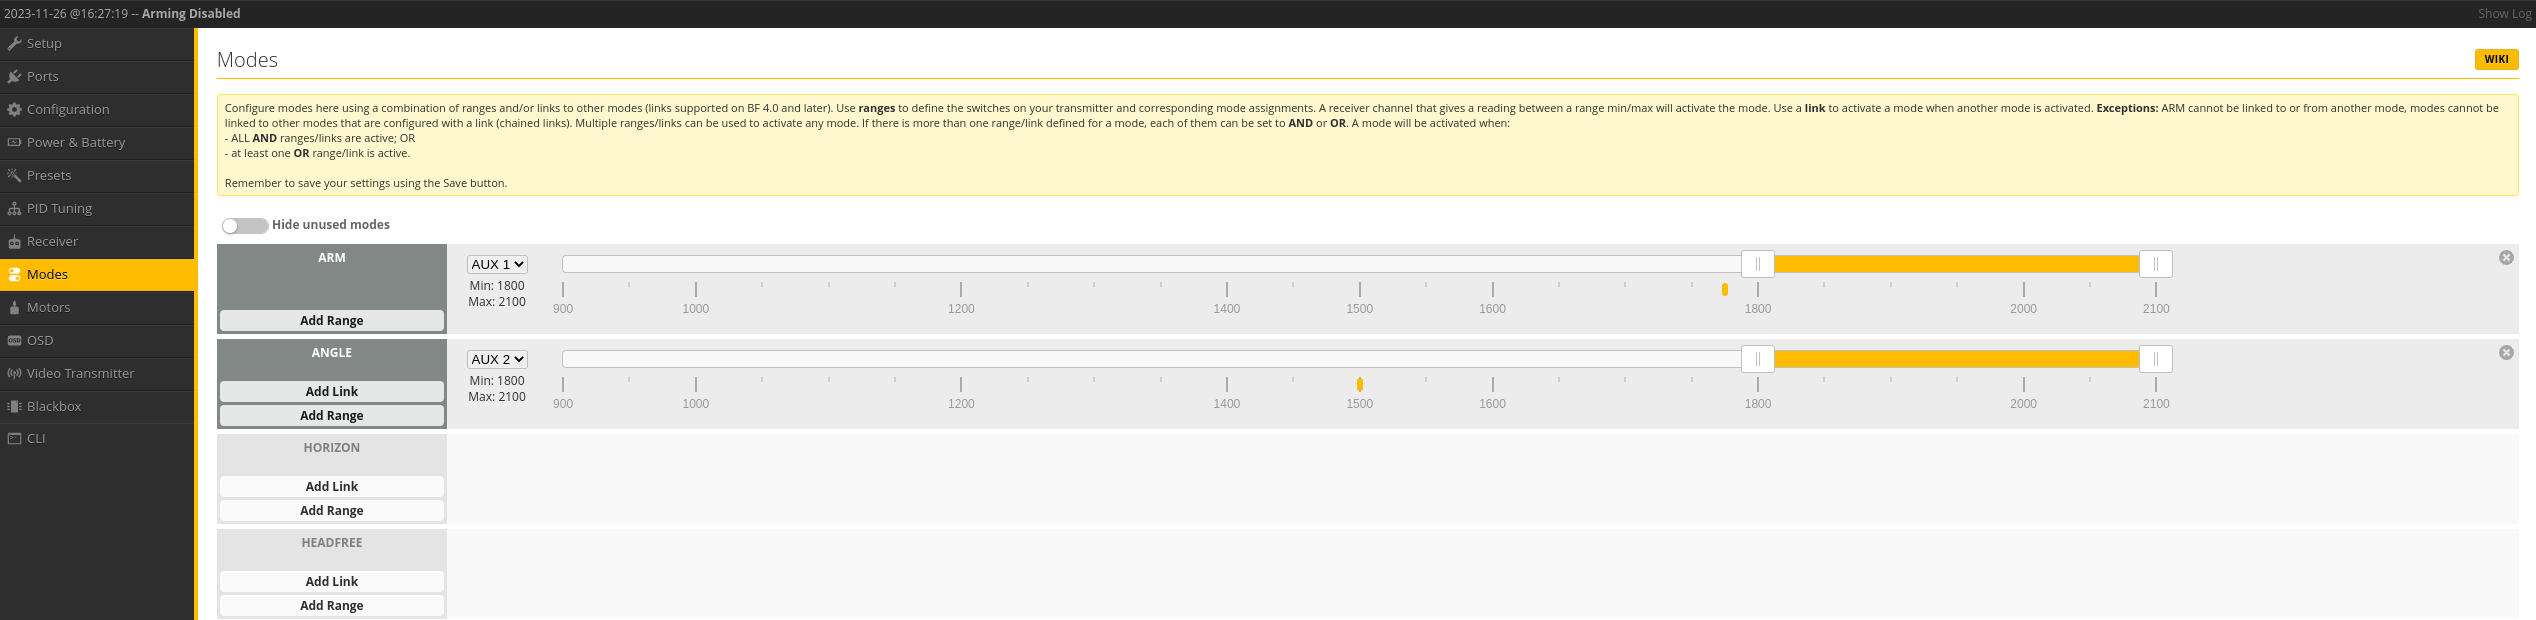 2023-11-26 @16:27:19 -- Arming Disabled
Show Log
Setup
Ports
Configuration
Power & Battery
Presets
PID Tuning
Receiver
Modes
Motors
OSD
Video Transmitter
Blackbox
CLI
Modes
WIKI
Configure modes here using a combination of ranges and/or links to other modes (links supported on BF 4.0 and later). Use ranges to define the switches on your transmitter and corresponding mode assignments. A receiver channel that gives a reading between a range min/max will activate the mode. Use a link to activate a mode when another mode is activated. Exceptions: ARM cannot be linked to or from another mode, modes cannot be
linked to other modes that are configured with a link (chained links). Multiple ranges/links can be used to activate any mode. If there is more than one range/link defined for a mode, each of them can be set to AND or OR. A mode will be activated when:
- ALL AND ranges/links are active; OR
- at least one OR range/link is active.
Remember to save your settings using the Save button.
Hide unused modes
ARM
Add Range
AUX 1
Min: 1800
Max: 2100
900 1000 1200 1400 1500 1600 1800 2000 2100
ANGLE
Add Link
Add Range
AUX 2
Min: 1800
Max: 2100
900 1000 1200 1400 1500 1600 1800 2000 2100
HORIZON
Add Link
Add Range
HEADFREE
Add Link
Add Range